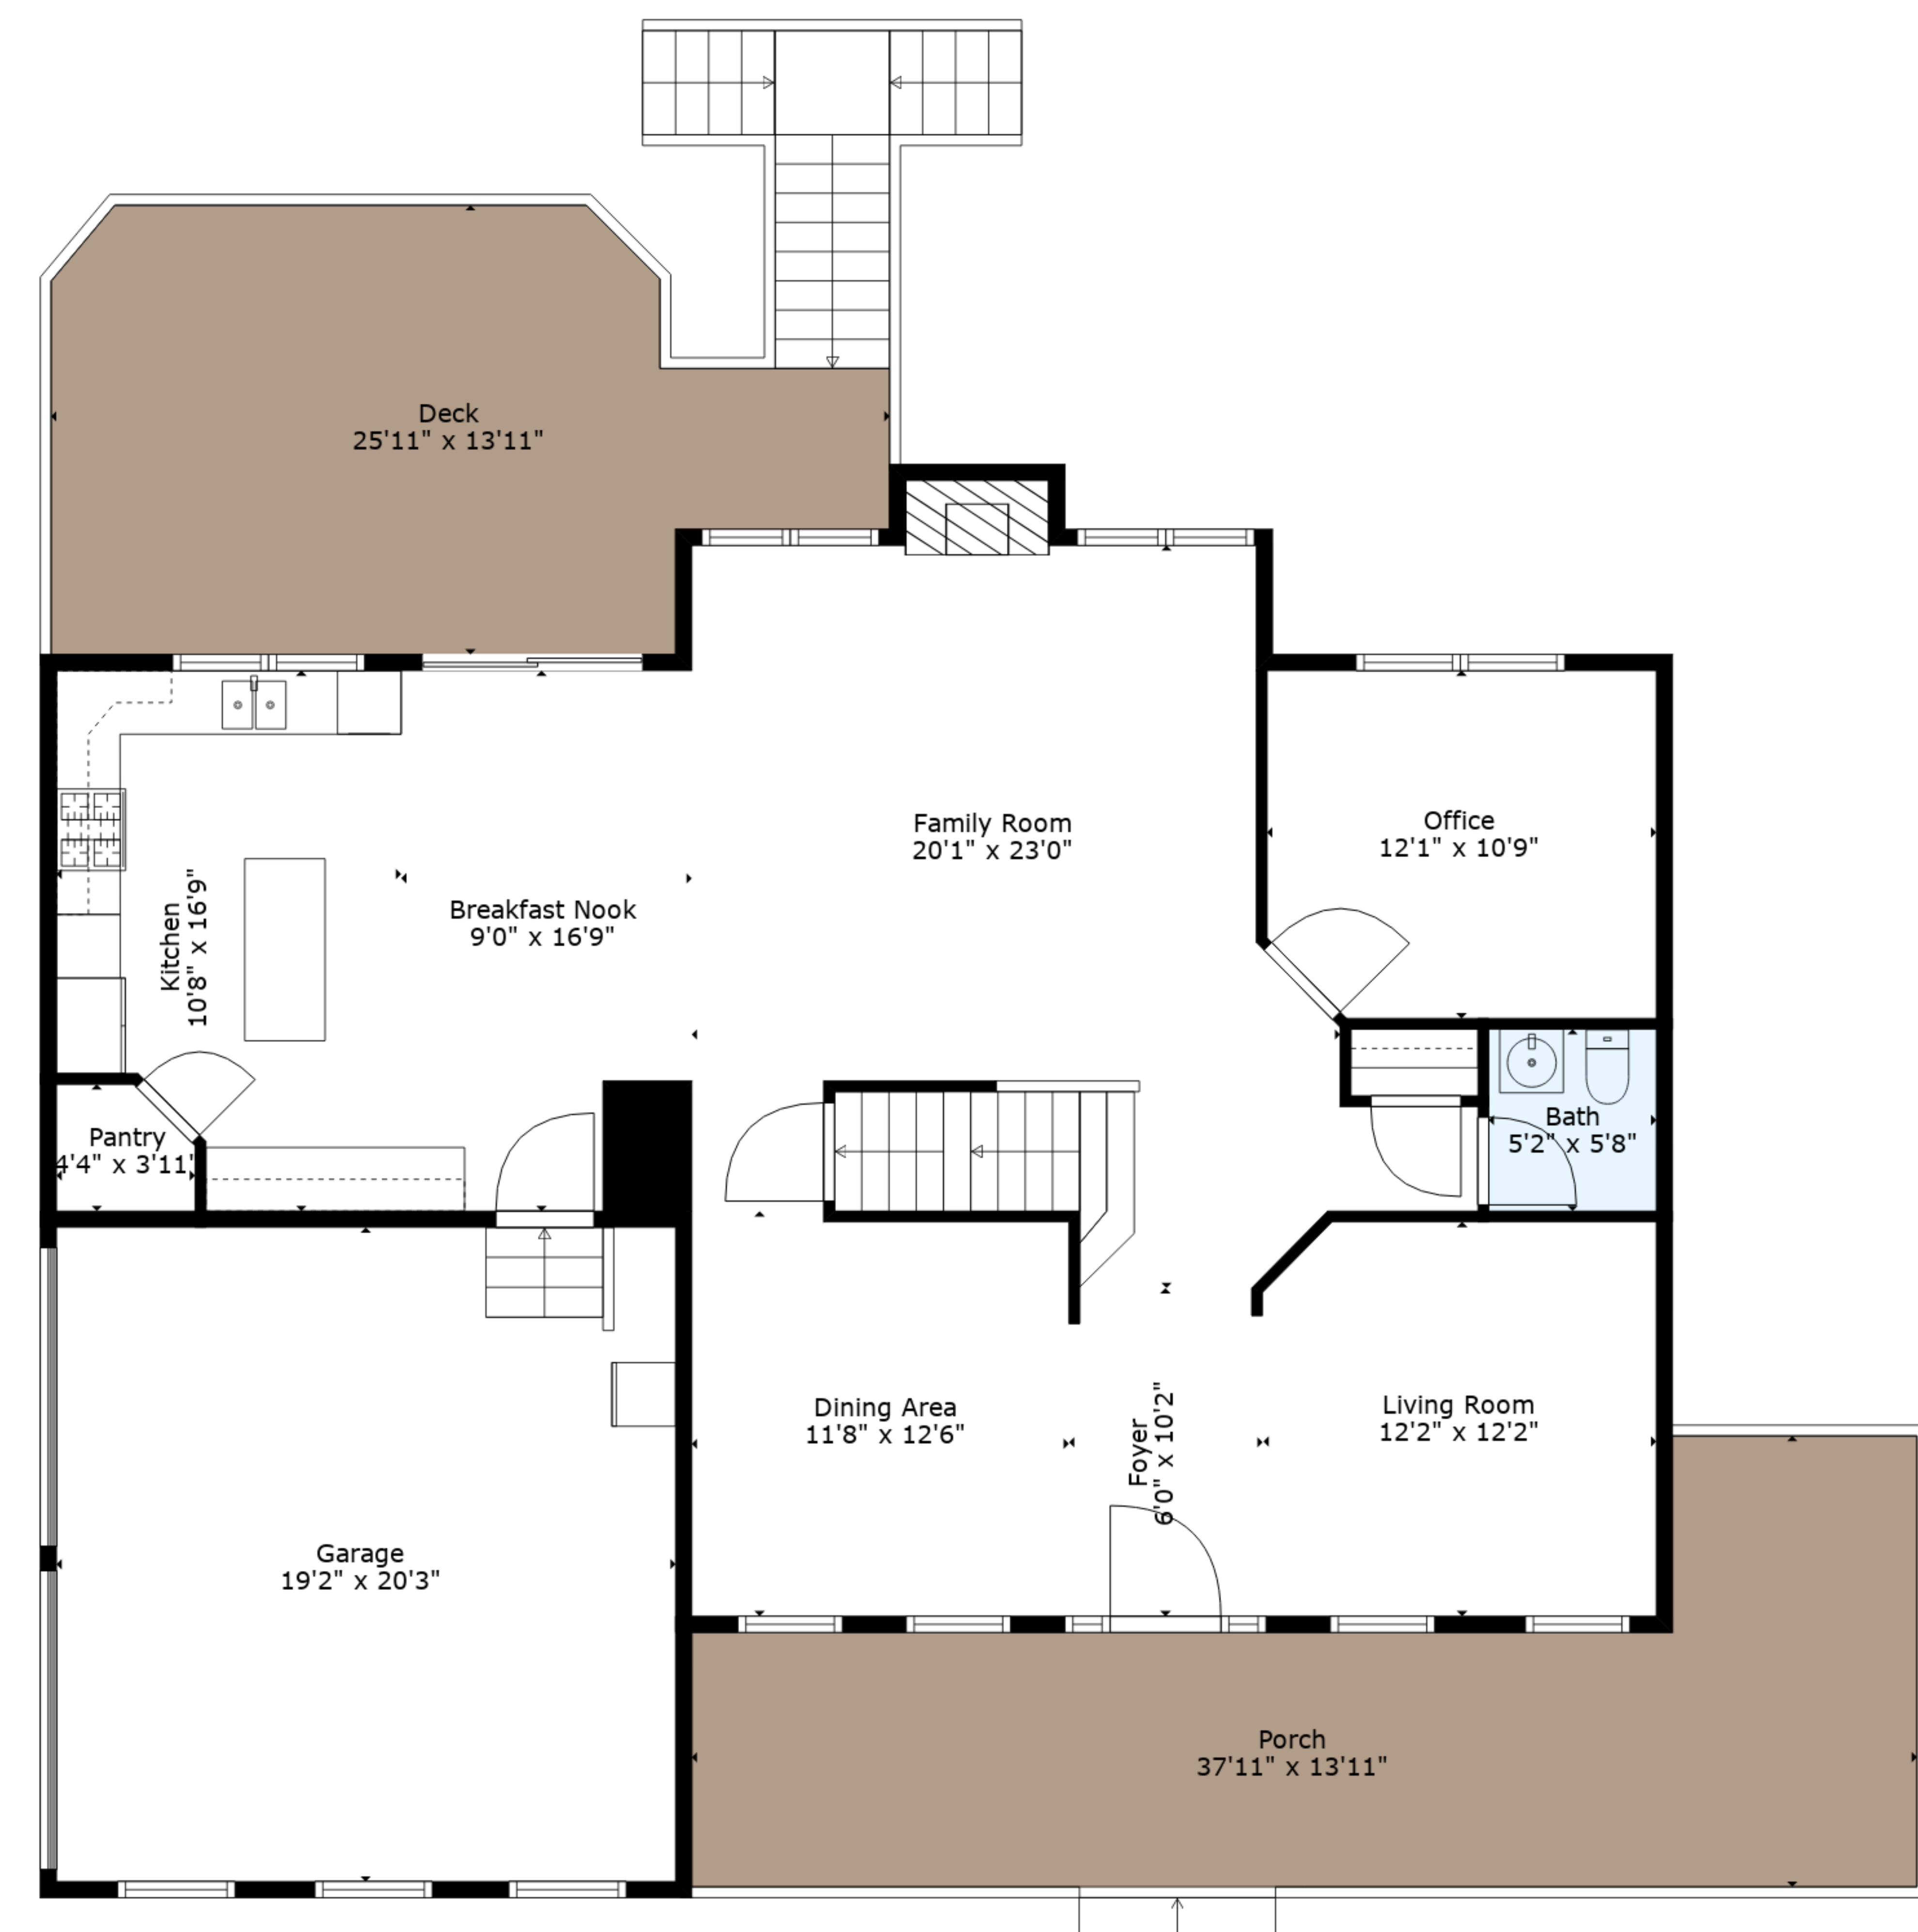 Deck
25'11" x 13'11"
Family Room
20'1" x 23'0"
Office
12'1" x 10'9"
Kitchen
10'8" x 16'9"
Breakfast Nook
9'0" x 16'9"
Pantry
4'4" x 3'11"
Bath
5'2" x 5'8"
Dining Area
11'8" x 12'6"
Foyer
6'0" x 10'2"
Living Room
12'2" x 12'2"
Garage
19'2" x 20'3"
Porch
37'11" x 13'11"